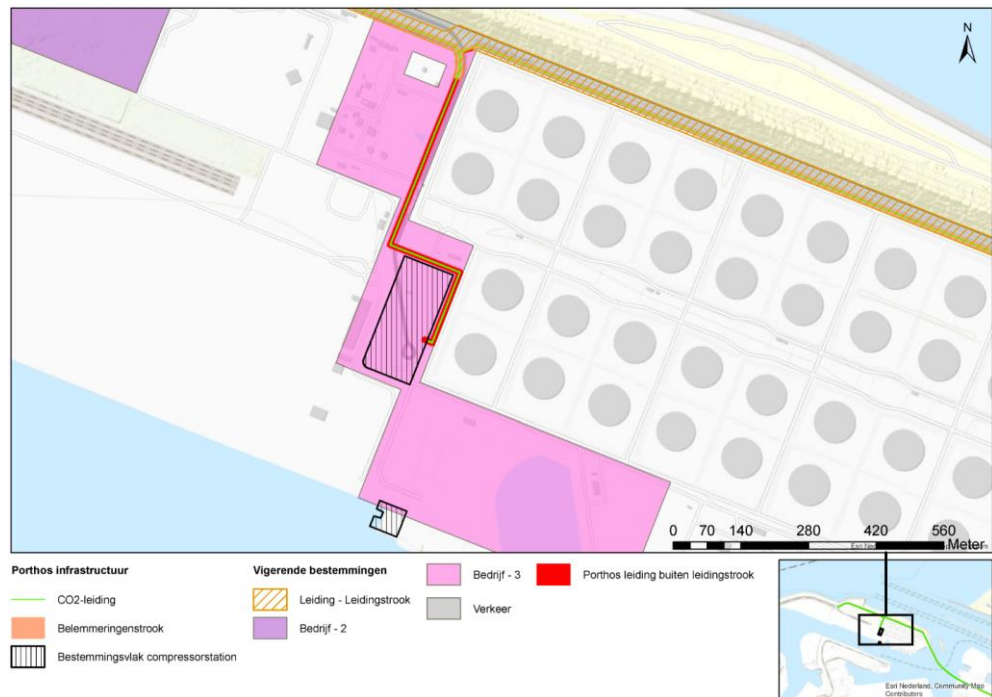 N
0 70 140 280 420 560
Meter
Porthos infrastructuur
CO2-leiding
Belemmeringenstrook
Bestemmingsvlak compressorstation
Vigerende bestemmingen
Leiding - Leidingstrook
Bedrijf - 2
Bedrijf - 3
Verkeer
Porthos leiding buiten leidingstrook
Esri Nederland, Community Map
Contributors